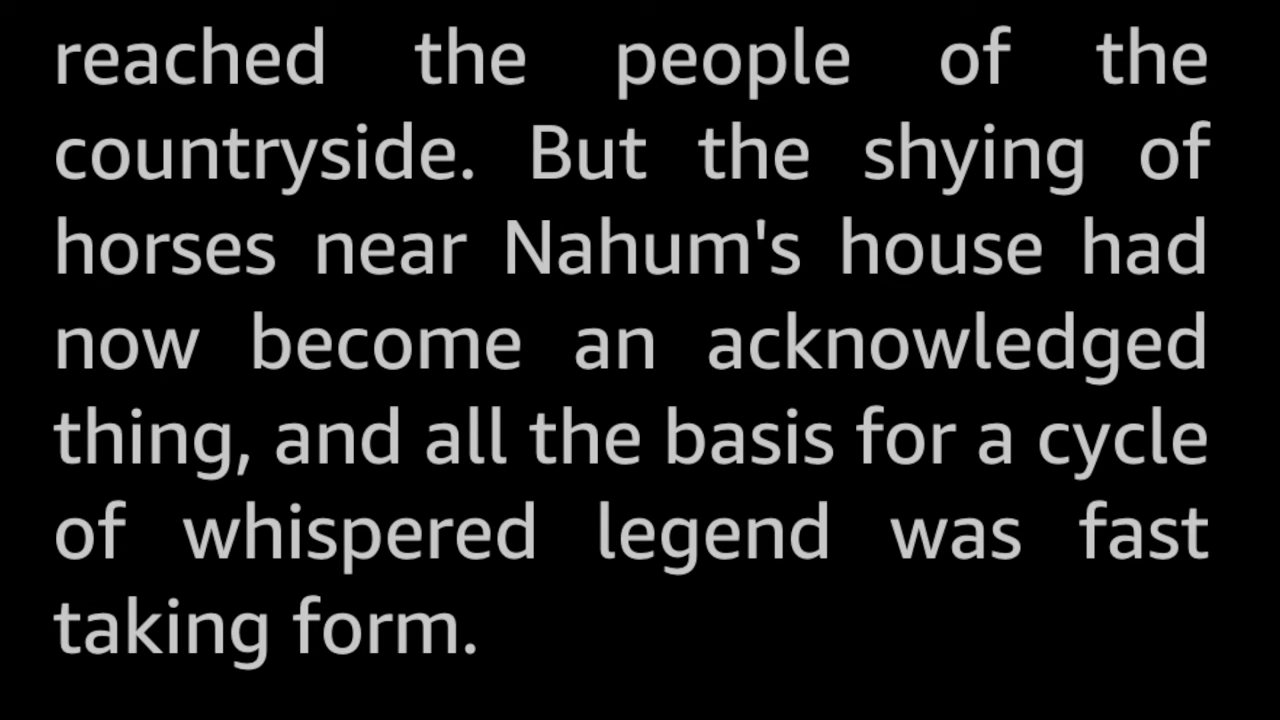 reached the people of the
countryside. But the shying of
horses near Nahum's house had
now become an acknowledged
thing, and all the basis for a cycle
of whispered legend was fast
taking form.